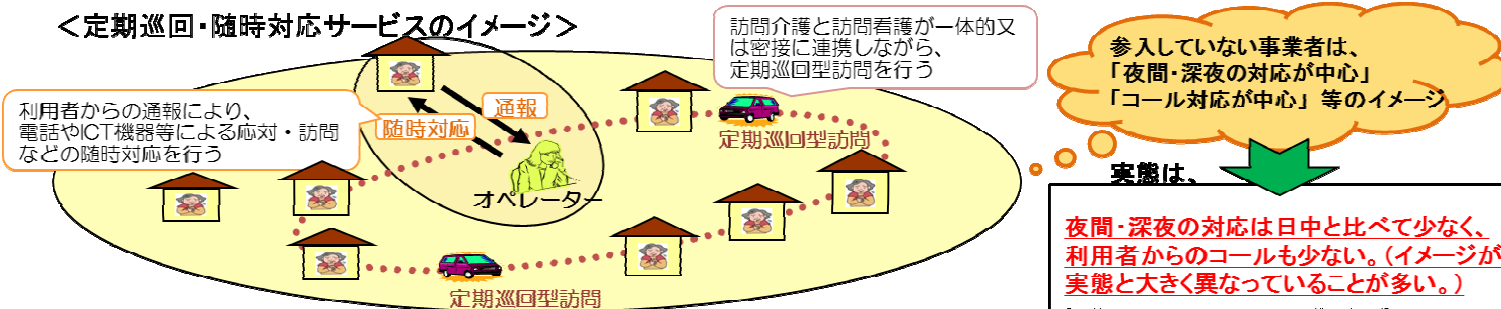 ＜定期巡回・随時対応サービスのイメージ＞
訪問介護と訪問看護が一体的又
は密接に連携しながら、
定期巡回型訪問を行う
参入していない事業者は、
「夜間・深夜の対応が中心」
「コール対応が中心」等のイメージ
利用者からの通報により、
電話やICT機器等による応対・訪問
などの随時対応を行う
通報
随時対応
定期巡回型訪問
オペレーター
定期巡回型訪問
実態は、
夜間・深夜の対応は日中と比べて少なく、
利用者からのコールも少ない。（イメージが
実態と大きく異なっていることが多い。）